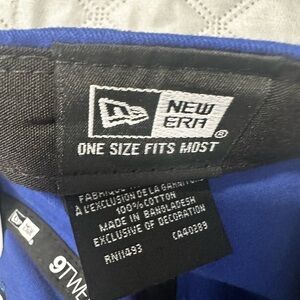 NEW
ERA®
ONE SIZE FITS MOST
À L'EXCLUSION DE LA GARNITURE
100% COTTON
MADE IN BANGLADESH
EXCLUSIVE OF DECORATION
RN11493 CA40289
9TWE